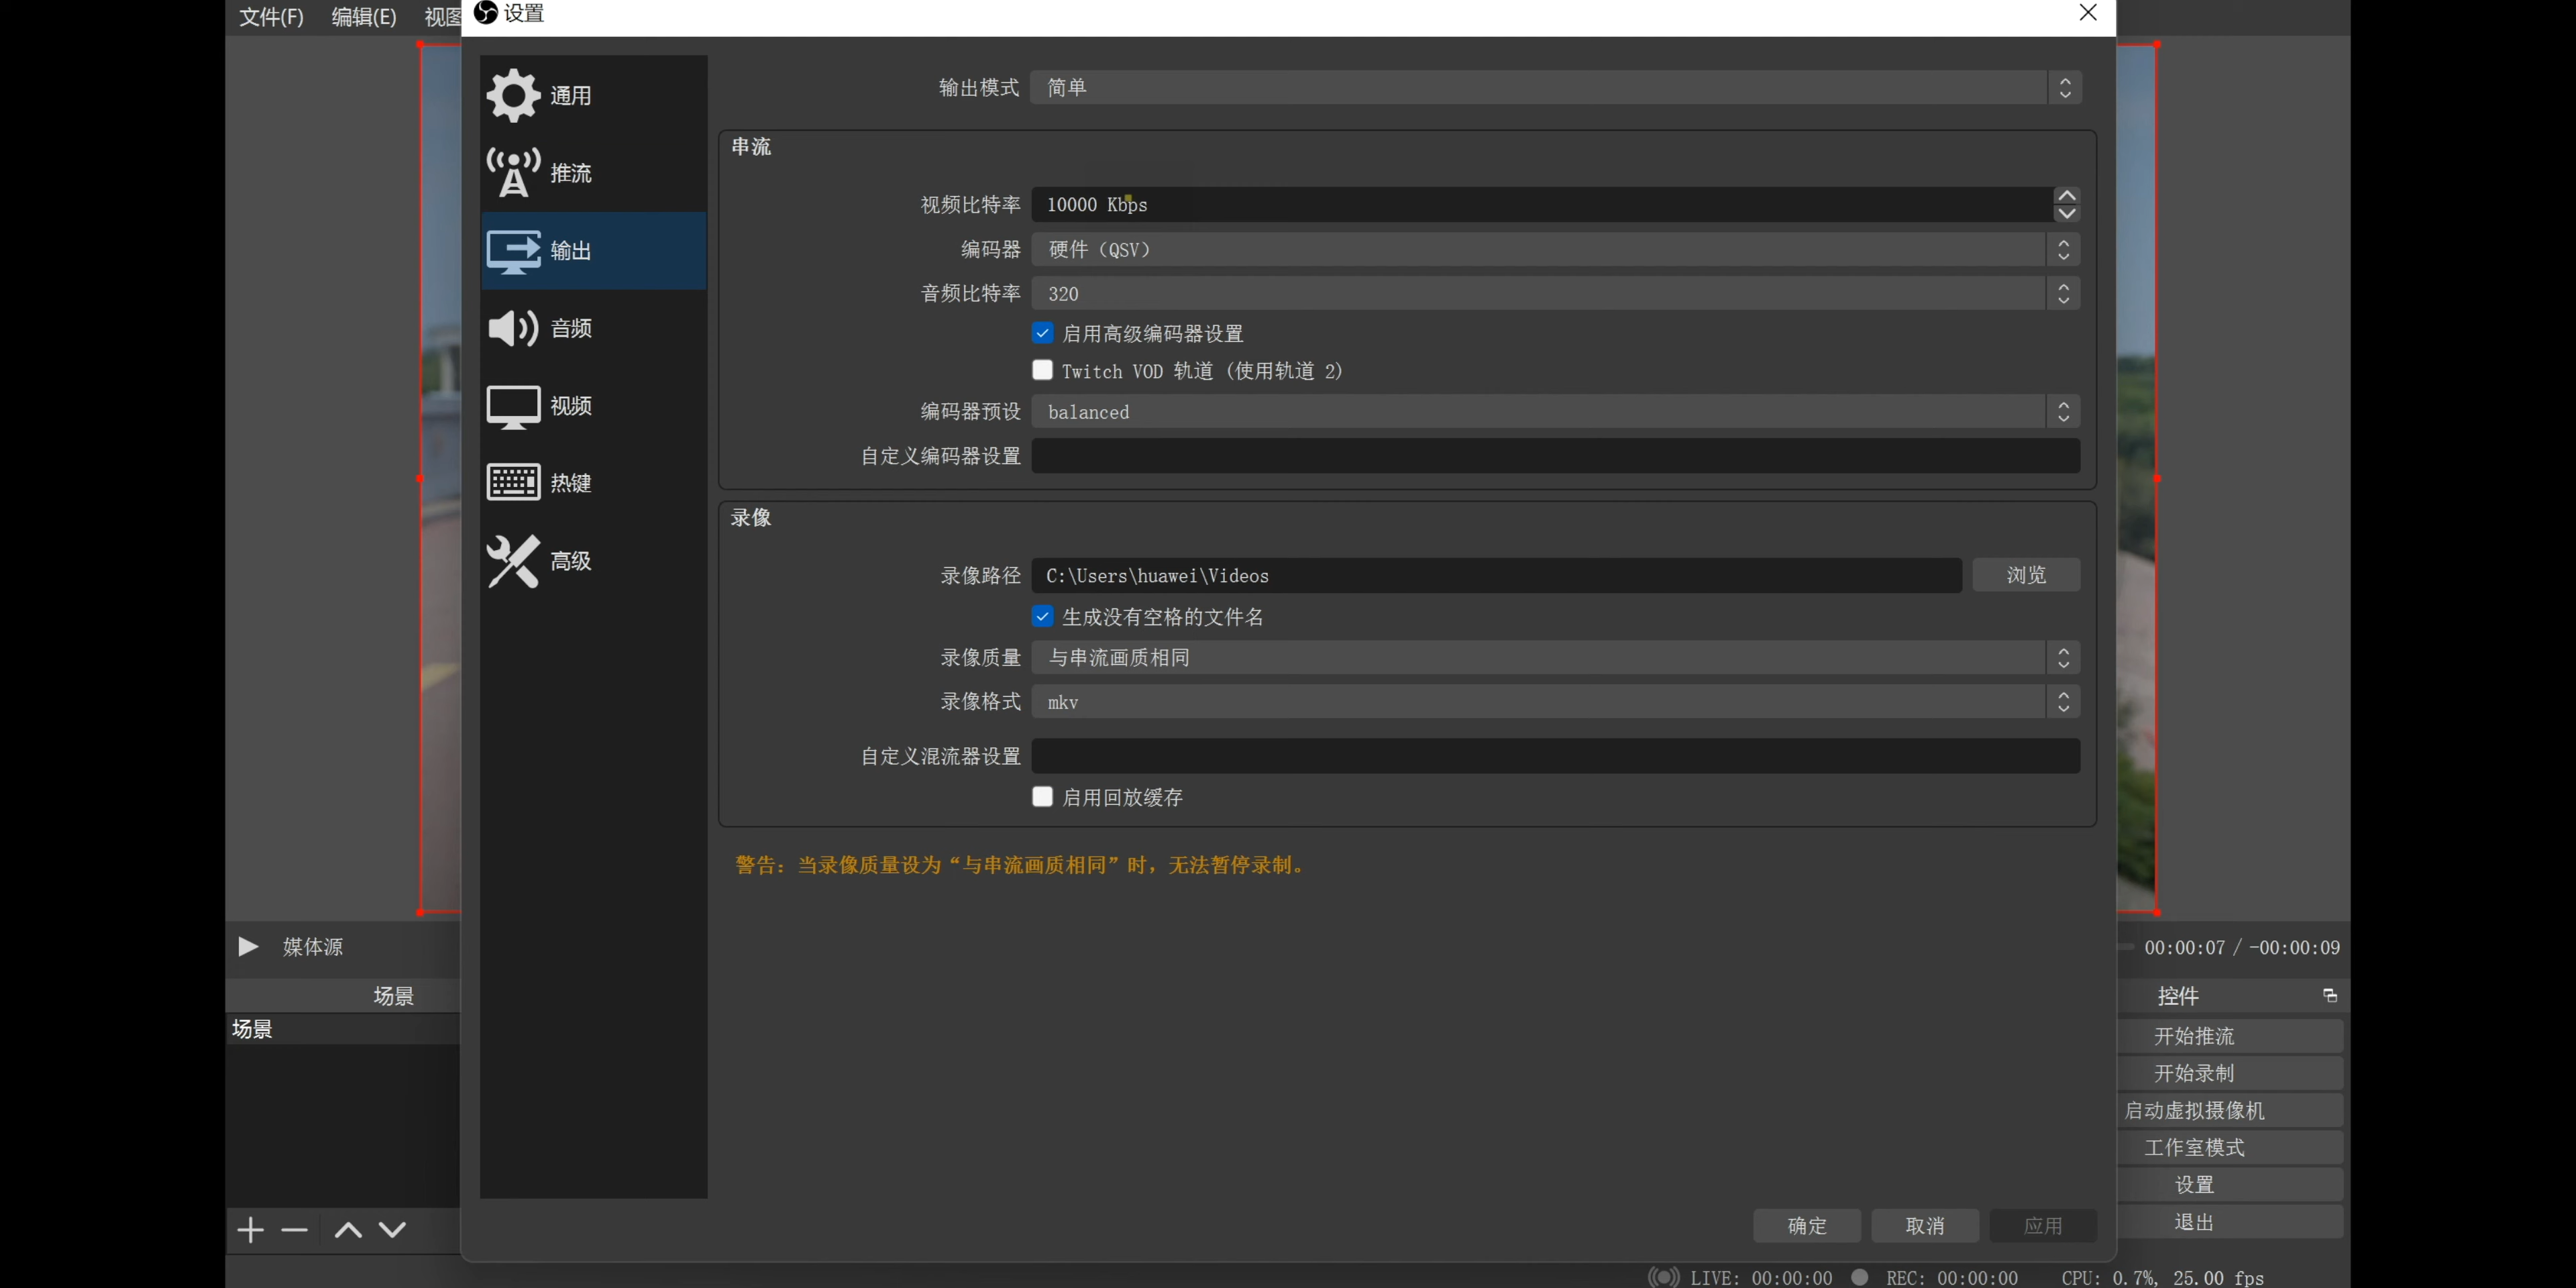 文件(F) 编辑(E) 视图
设置
通用
推流
输出
音频
视频
热键
高级
输出模式 简单
串流
视频比特率 10000 Kbps
编码器 硬件（QSV）
音频比特率 320
启用高级编码器设置
Twitch VOD 轨道 (使用轨道 2)
编码器预设 balanced
自定义编码器设置
录像
录像路径 C:\Users\huawei\Videos 浏览
生成没有空格的文件名
录像质量 与串流画质相同
录像格式 mkv
自定义混流器设置
启用回放缓存
警告：当录像质量设为“与串流画质相同”时，无法暂停录制。
确定 取消 应用
媒体源
00:00:07 / -00:00:09
场景
场景
控件
开始推流
开始录制
启动虚拟摄像机
工作室模式
设置
退出
LIVE: 00:00:00 REC: 00:00:00 CPU: 0.7%, 25.00 fps